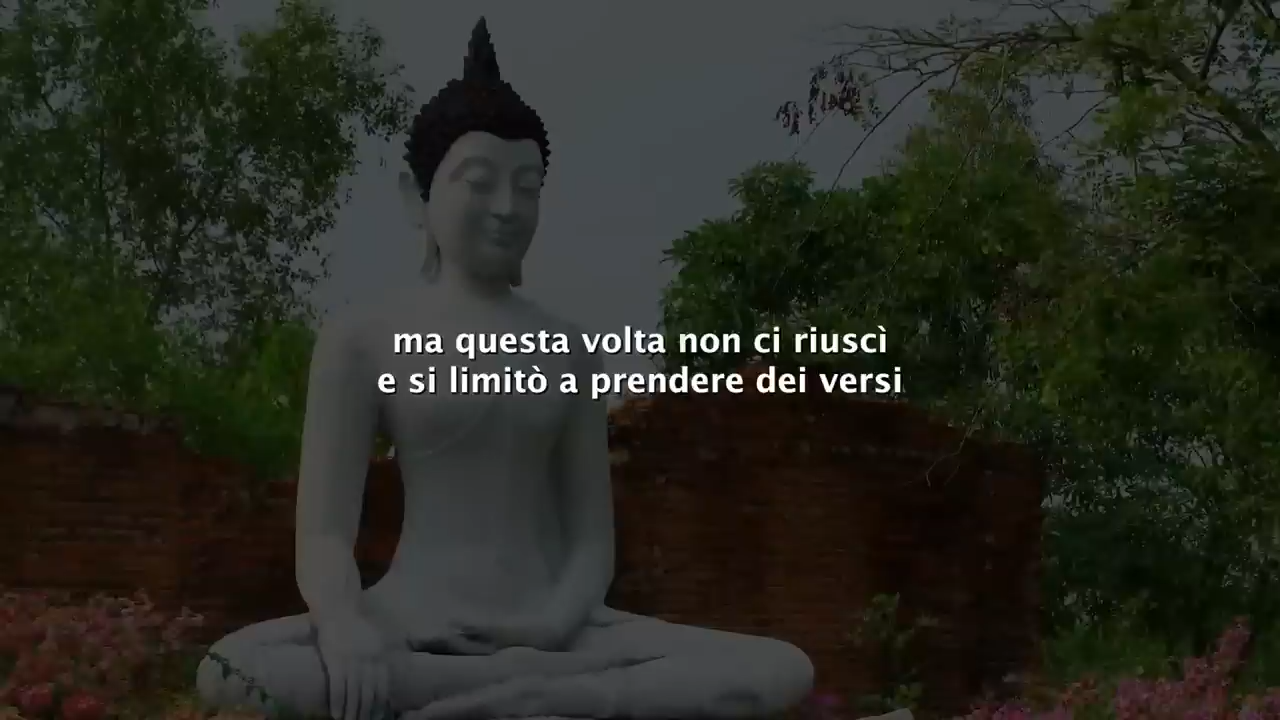 ma questa volta non ci riuscì
e si limitò a prendere dei versi